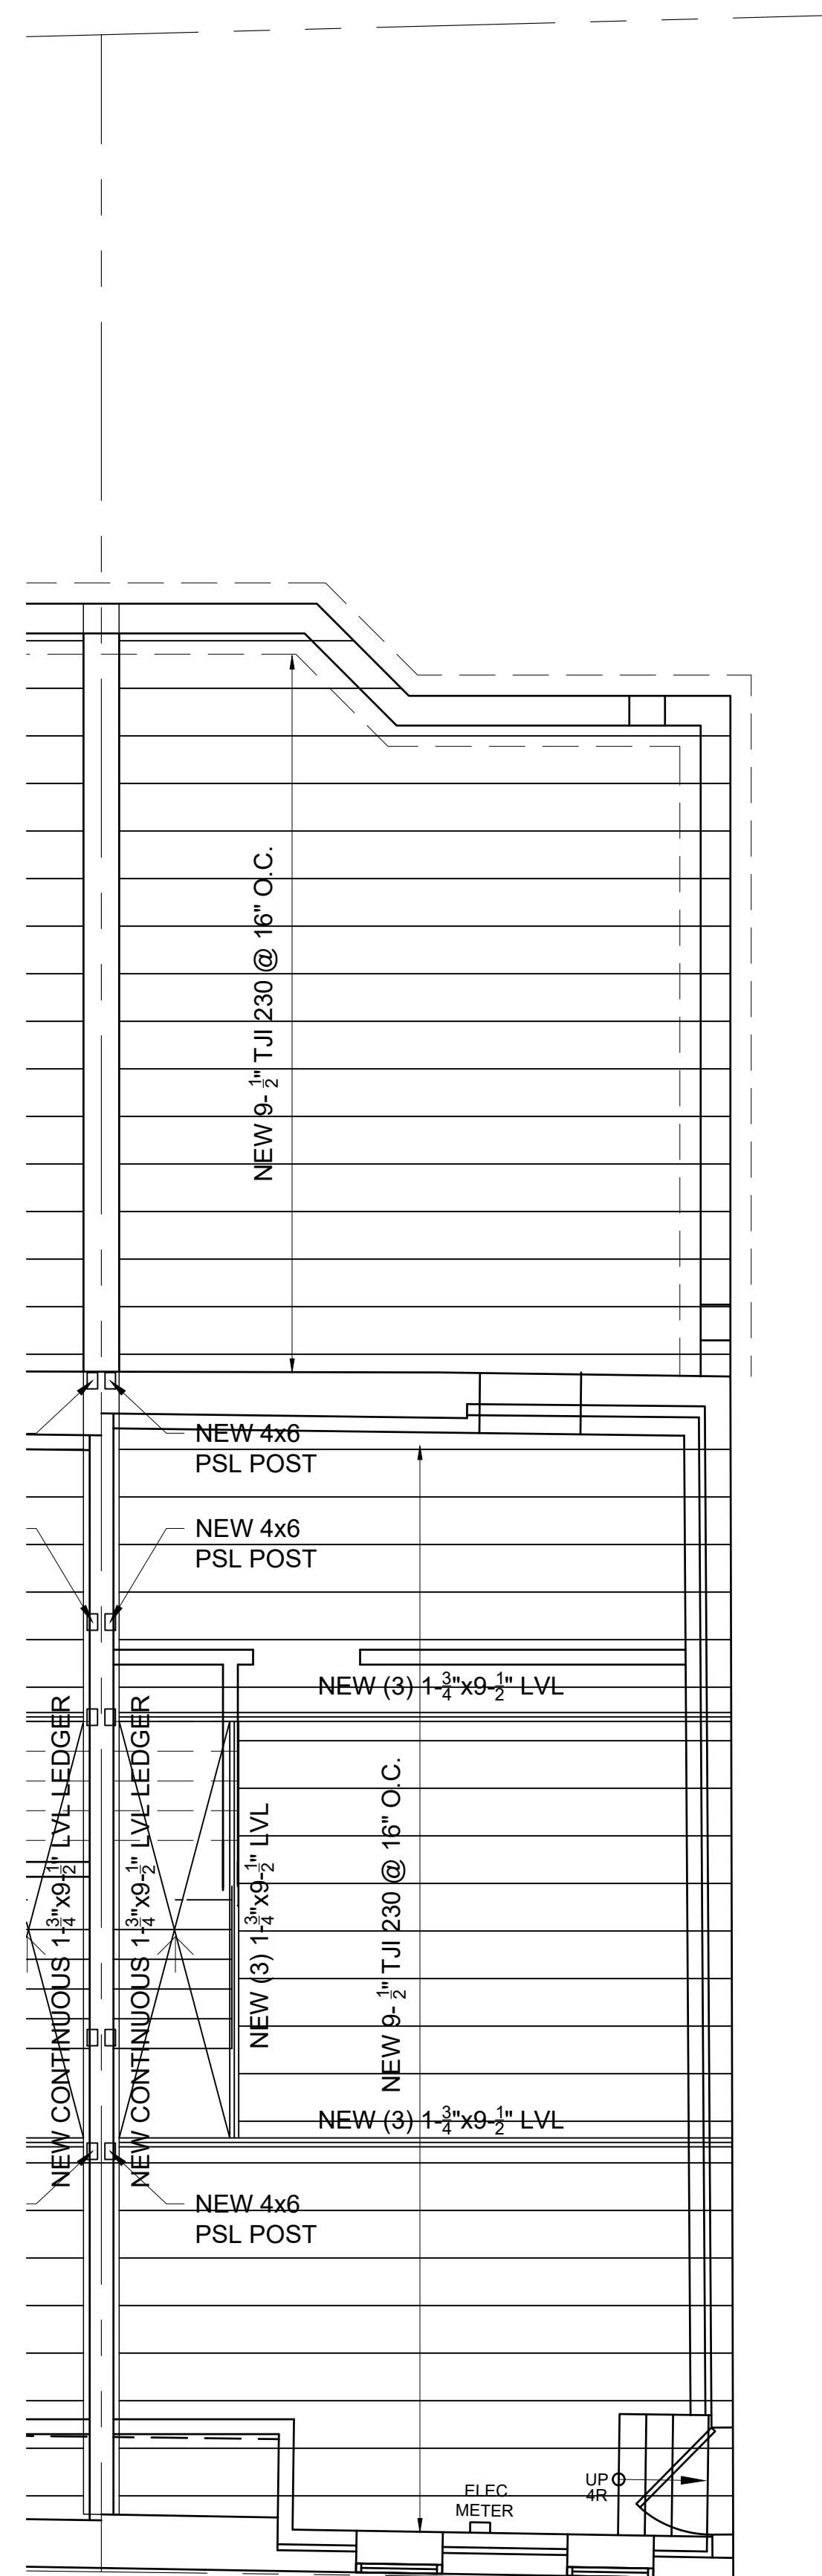 NEW 9-1/2" TJI 230 @ 16" O.C.
NEW 4x6
PSL POST
NEW 4x6
PSL POST
NEW (3) 1-3/4"x9-1/2" LVL
NEW CONTINUOUS 1-3/4"x9-1/2" LVL LEDGER
NEW CONTINUOUS 1-3/4"x9-1/2" LVL LEDGER
NEW (3) 1-3/4"x9-1/2" LVL
NEW 9-1/2" TJI 230 @ 16" O.C.
NEW (3) 1-3/4"x9-1/2" LVL
NEW 4x6
PSL POST
UP
4R
ELEC
METER